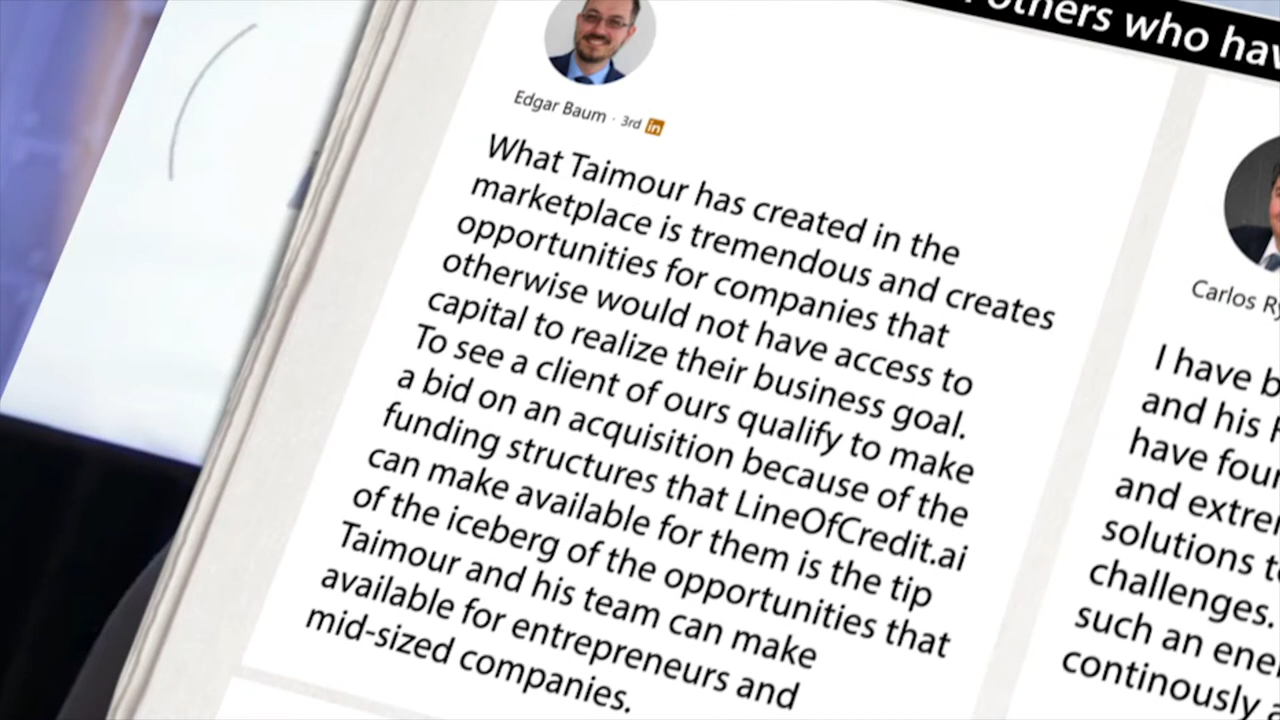 others who hav
Edgar Baum · 3rd in
What Taimour has created in the
marketplace is tremendous and creates
opportunities for companies that
otherwise would not have access to
capital to realize their business goal.
To see a client of ours qualify to make
a bid on an acquisition because of the
funding structures that LineOfCredit.ai
can make available for them is the tip
of the iceberg of the opportunities that
Taimour and his team can make
available for entrepreneurs and
mid-sized companies.
Carlos
I have
and his
have
and
solutions
challenges.
such an
continously